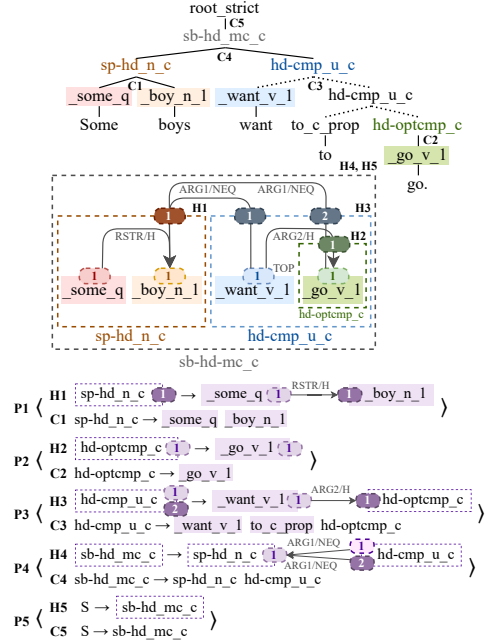 root_strict
C5
sb-hd_mc_c
C4
sp-hd_n_c hd-cmp_u_c
C1 C3
_some_q _boy_n_1 _want_v_1 hd-cmp_u_c
Some boys want to_c_prop hd-optcmp_c
C2
to _go_v_1
H4, H5
go.
ARG1/NEQ ARG1/NEQ
1 H1 1 2 H3
RSTR/H ARG2/H 1 H2
1 1 1 TOP 1
_some_q _boy_n_1 _want_v_1 _go_v_1
hd-optcmp_c
sp-hd_n_c hd-cmp_u_c
sb-hd-mc_c
P1 ⟨ H1 sp-hd_n_c 1 → _some_q 1 RSTR/H 1 _boy_n_1 ⟩
C1 sp-hd_n_c → _some_q _boy_n_1
P2 ⟨ H2 hd-optcmp_c 1 → _go_v_1 1 ⟩
C2 hd-optcmp_c → _go_v_1
P3 ⟨ H3 hd-cmp_u_c 1 2 → _want_v_1 1 ARG2/H 1 hd-optcmp_c ⟩
C3 hd-cmp_u_c → _want_v_1 to_c_prop hd-optcmp_c
P4 ⟨ H4 sb-hd_mc_c → sp-hd_n_c 1 ARG1/NEQ ARG1/NEQ 1 2 hd-cmp_u_c ⟩
C4 sb-hd_mc_c → sp-hd_n_c hd-cmp_u_c
P5 ⟨ H5 S → sb-hd_mc_c ⟩
C5 S → sb-hd_mc_c